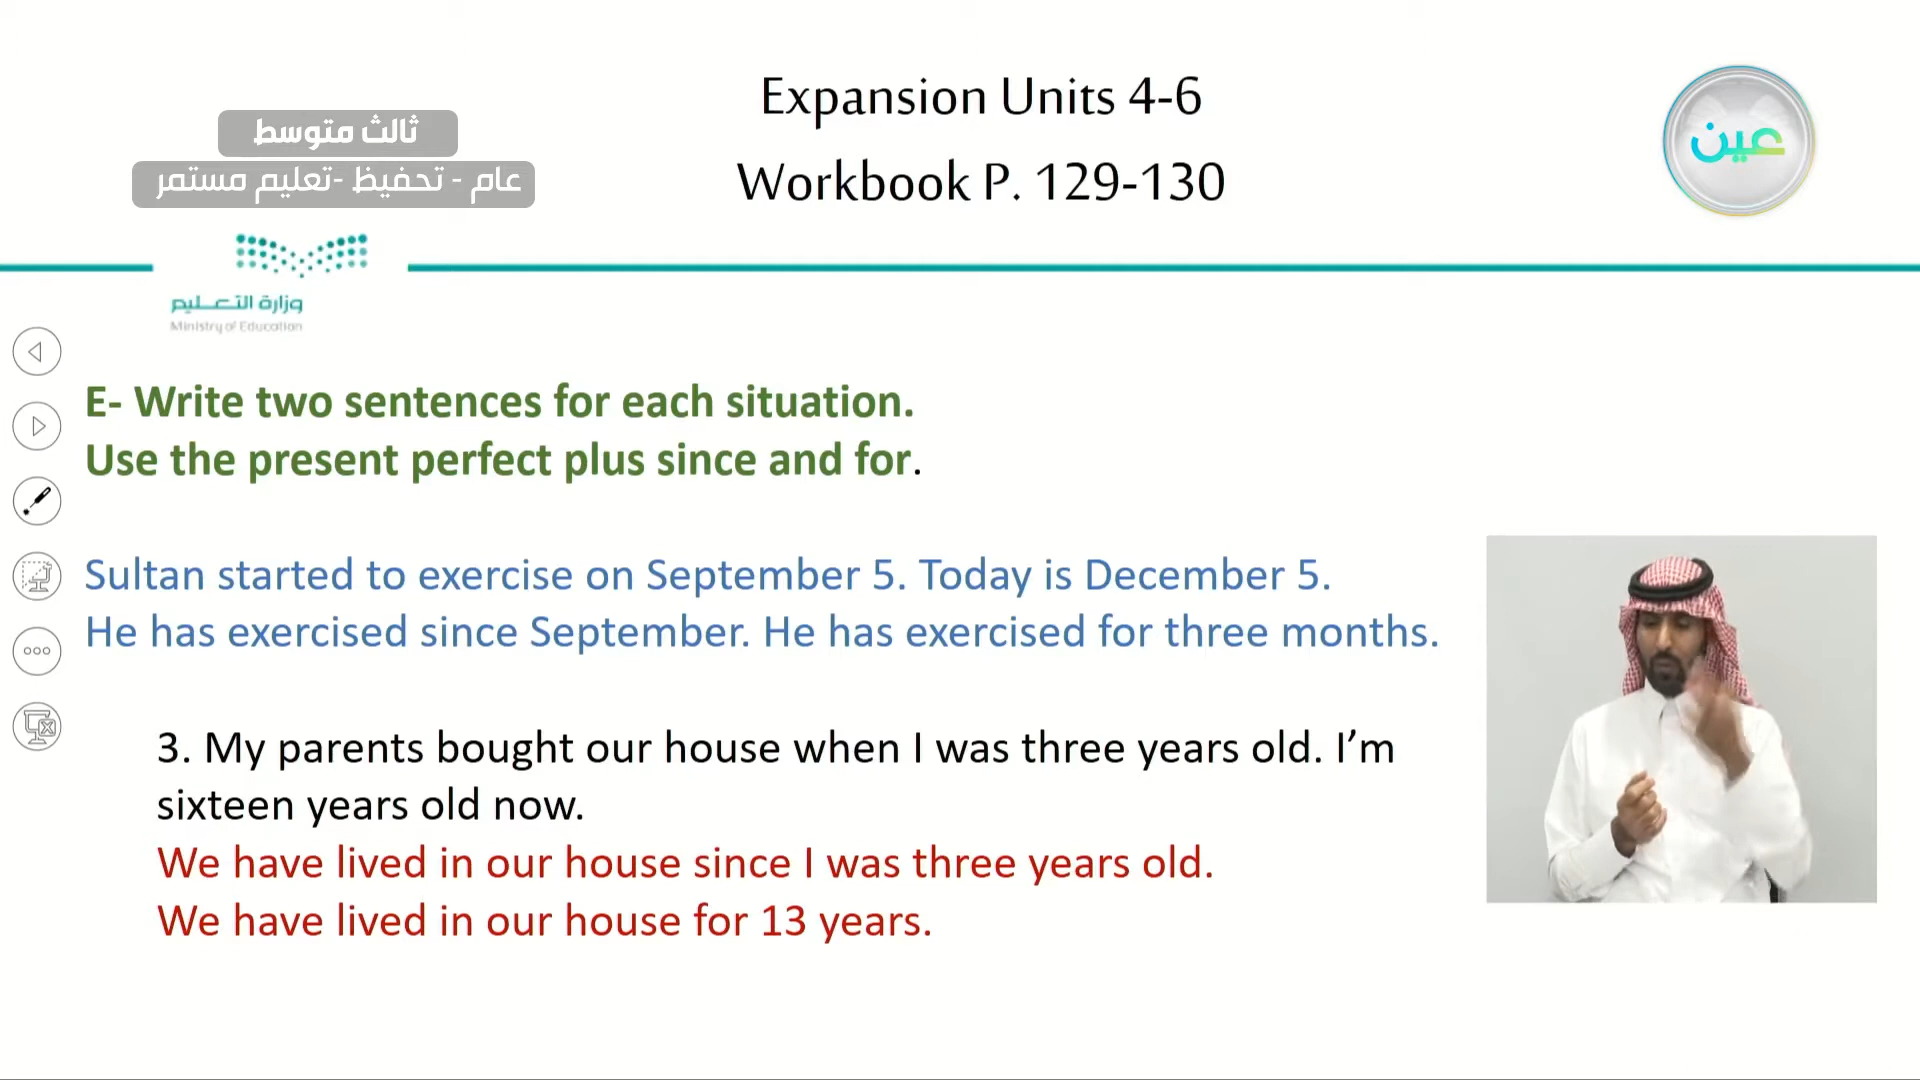 Expansion Units 4-6
Workbook P. 129-130
ثالث متوسط
عام - تحفيظ -تعليم مستمر
عين
وزارة التعليم
Ministry of Education
E- Write two sentences for each situation.
Use the present perfect plus since and for.
Sultan started to exercise on September 5. Today is December 5.
He has exercised since September. He has exercised for three months.
3. My parents bought our house when I was three years old. I’m
sixteen years old now.
We have lived in our house since I was three years old.
We have lived in our house for 13 years.